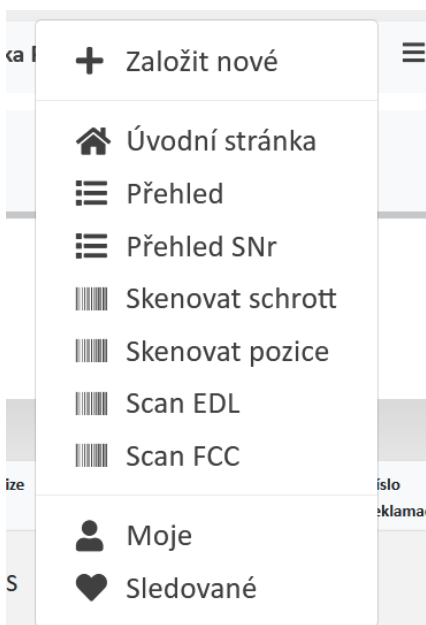 Založit nové
Úvodní stránka
Přehled
Přehled SNr
Skenovat schrott
Skenovat pozice
Scan EDL
Scan FCC
Moje
Sledované